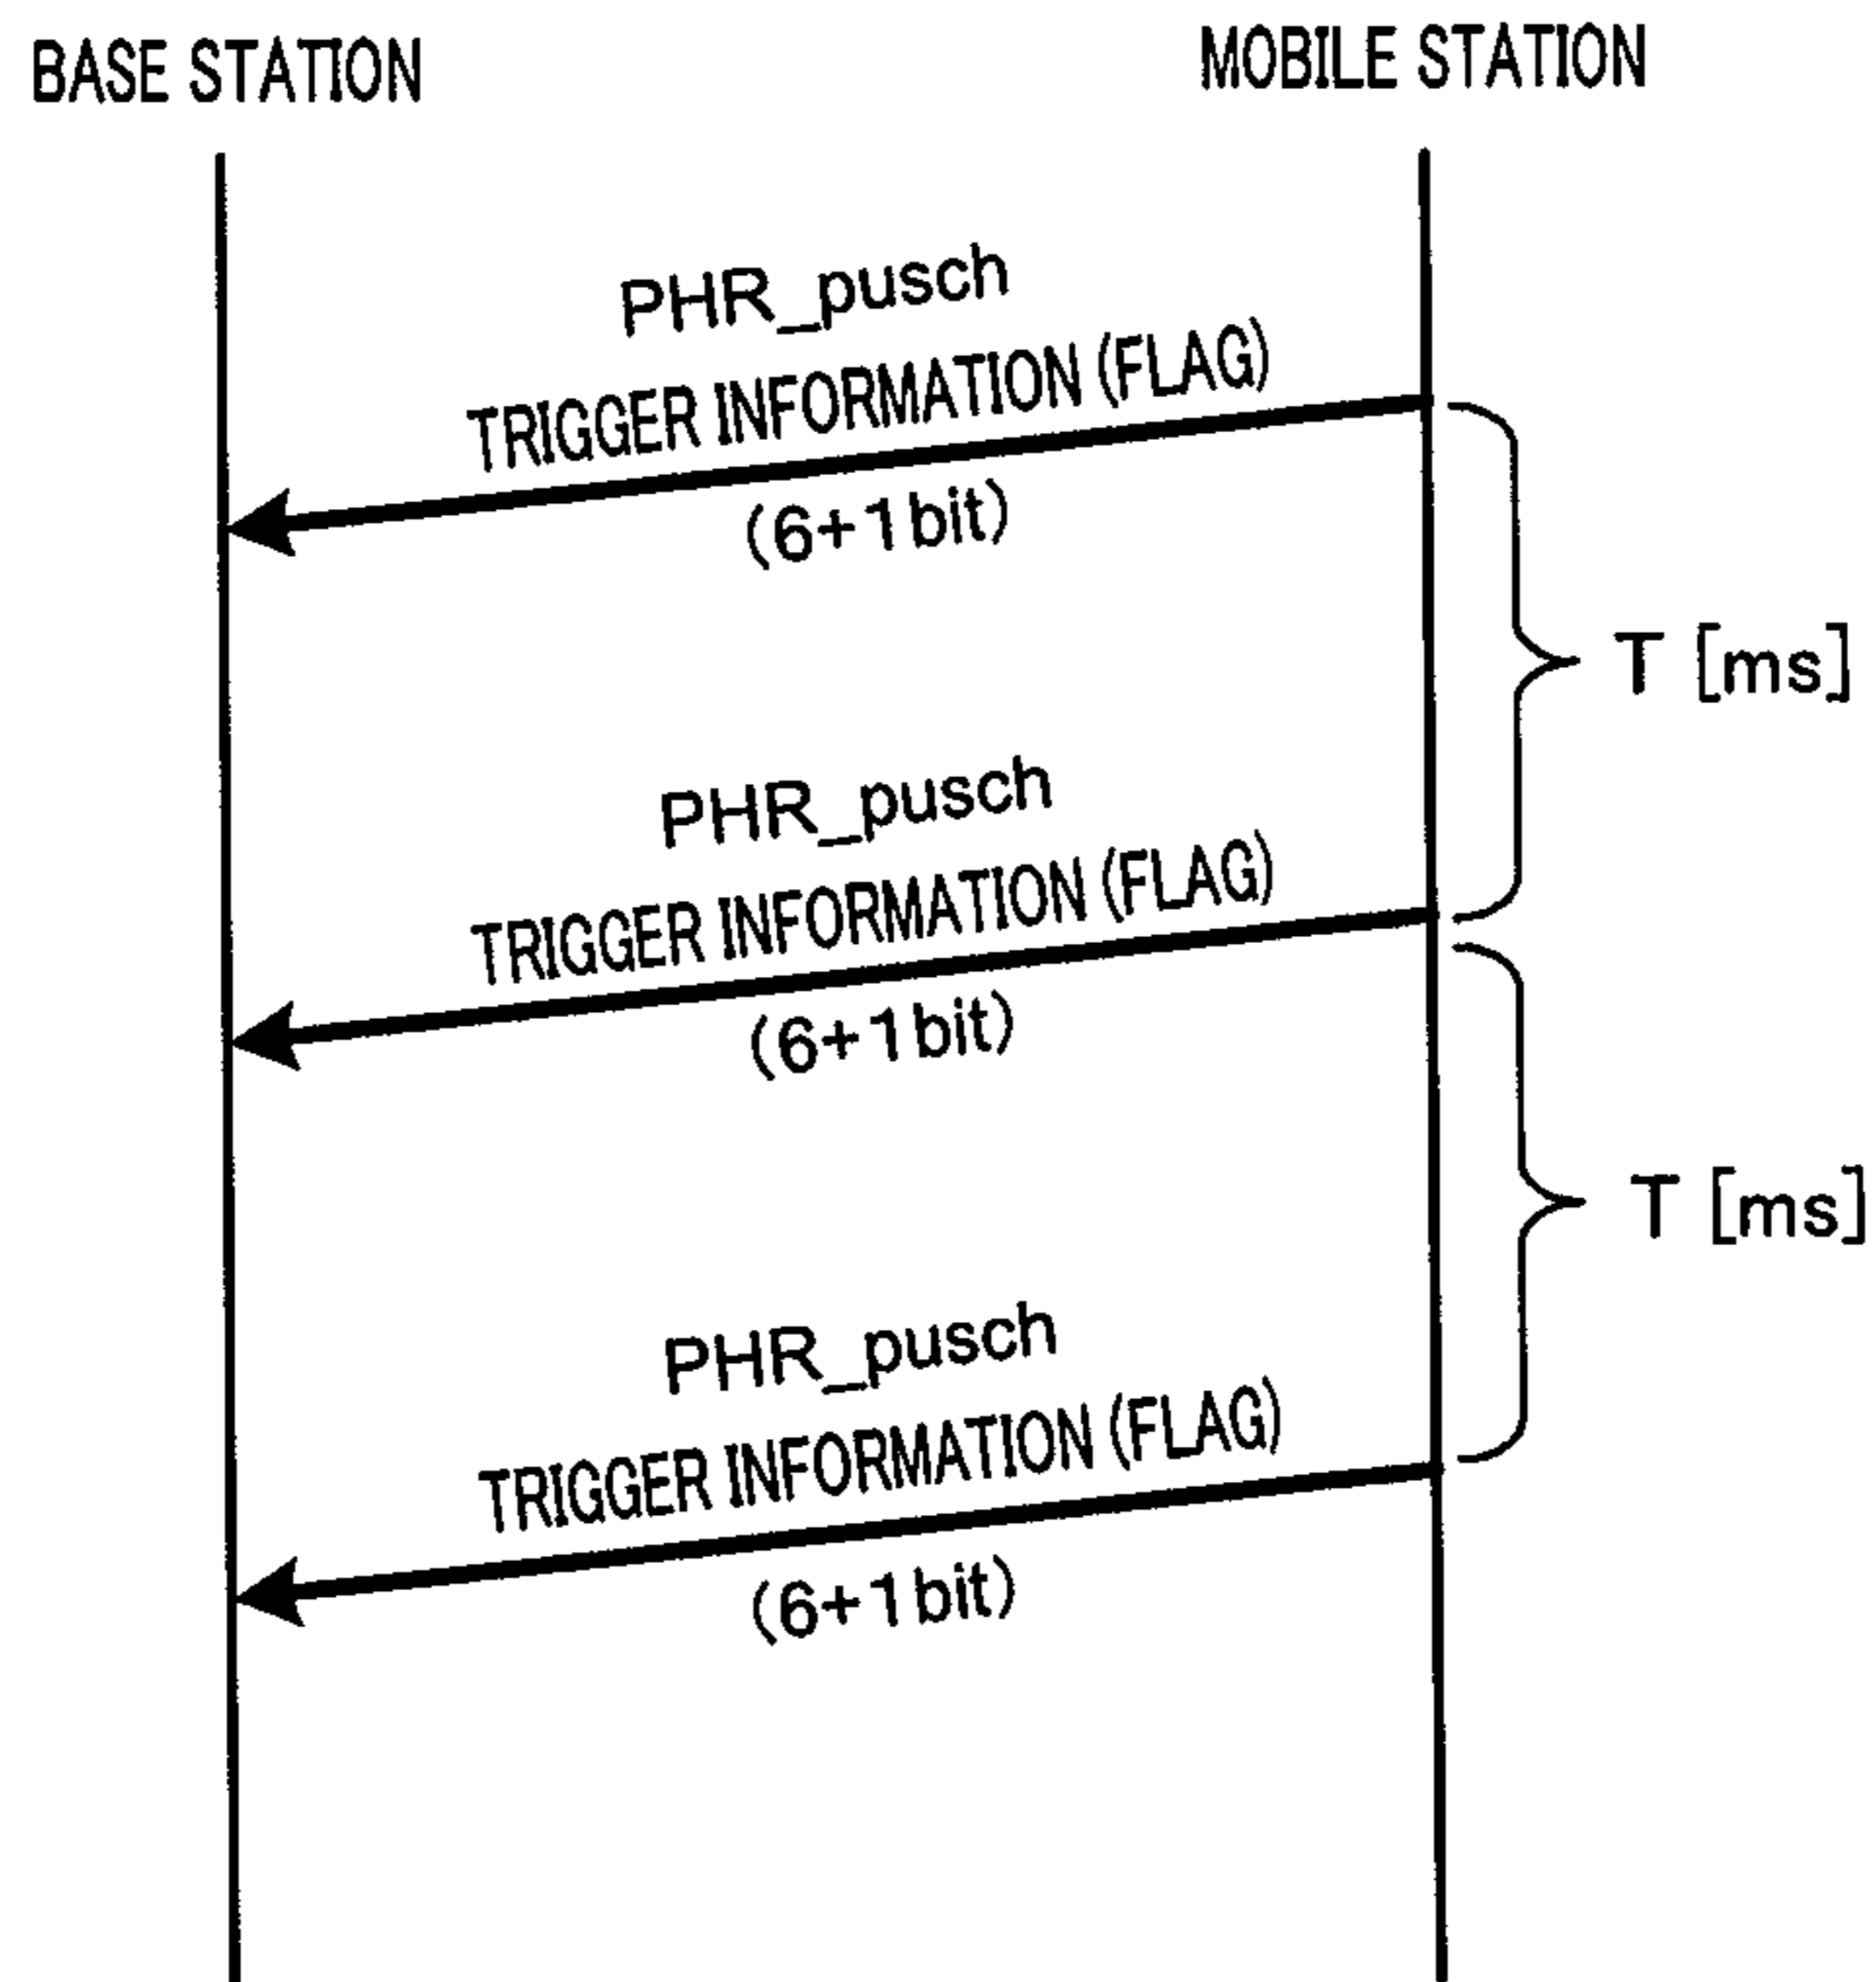 BASE STATION
MOBILE STATION
PHR_pusch
TRIGGER INFORMATION (FLAG)
(6+1bit)
T [ms]
PHR_pusch
TRIGGER INFORMATION (FLAG)
(6+1bit)
T [ms]
PHR_pusch
TRIGGER INFORMATION (FLAG)
(6+1bit)